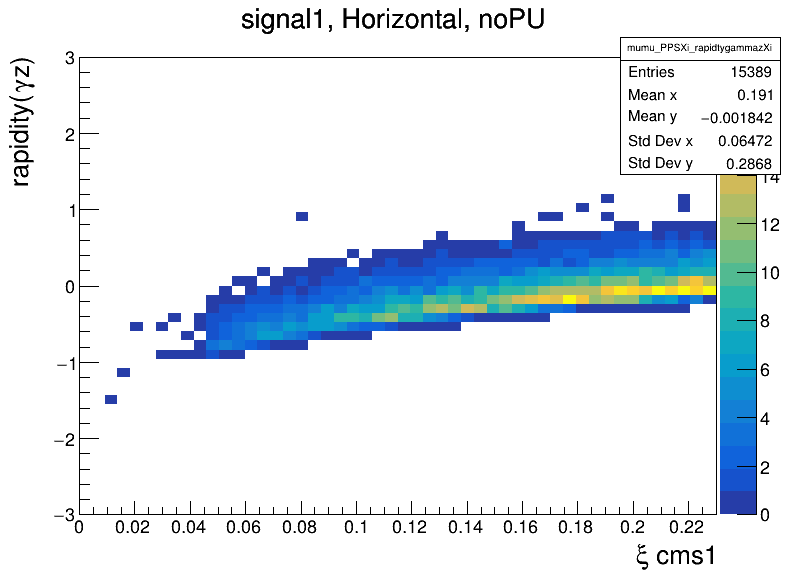 signal1, Horizontal, noPU
mumu_PPSXi_rapidtygammazXi
Entries 15389
Mean x 0.191
Mean y −0.001842
Std Dev x 0.06472
Std Dev y 0.2868
rapidity(γz)
3
2
1
0
−1
−2
−3
14
12
10
8
6
4
2
0
0 0.02 0.04 0.06 0.08 0.1 0.12 0.14 0.16 0.18 0.2 0.22
ξ cms1